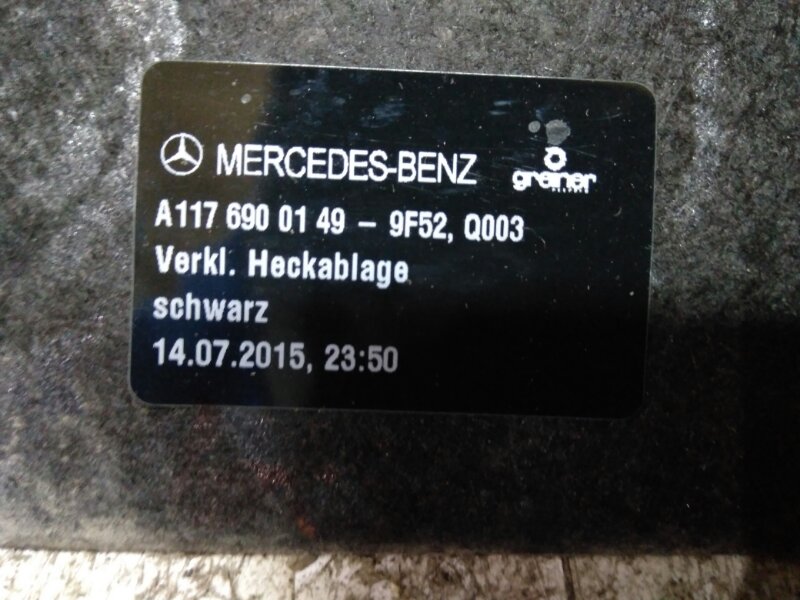 MERCEDES-BENZ greiner
A117 690 01 49 - 9F52, Q003
Verkl. Heckablage
schwarz
14.07.2015, 23:50